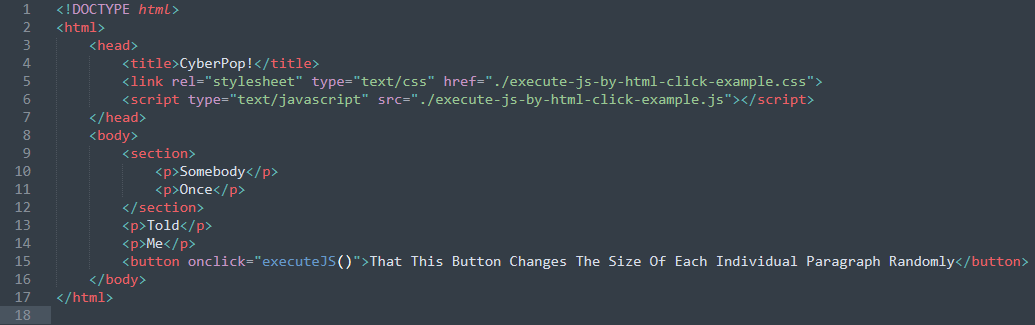 1 <!DOCTYPE html>
2 <html>
3     <head>
4         <title>CyberPop!</title>
5         <link rel="stylesheet" type="text/css" href="./execute-js-by-html-click-example.css">
6         <script type="text/javascript" src="./execute-js-by-html-click-example.js"></script>
7     </head>
8     <body>
9         <section>
10             <p>Somebody</p>
11             <p>Once</p>
12         </section>
13         <p>Told</p>
14         <p>Me</p>
15         <button onclick="executeJS()">That This Button Changes The Size Of Each Individual Paragraph Randomly</button>
16     </body>
17 </html>
18